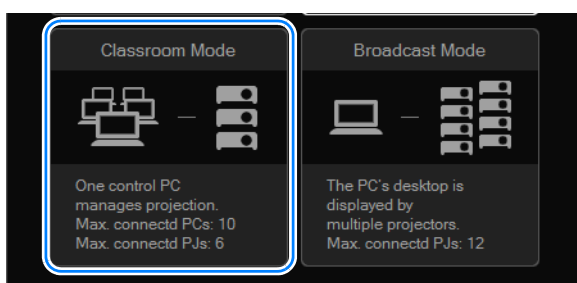 Classroom Mode
One control PC
manages projection.
Max. connectd PCs: 10
Max. connectd PJs: 6
Broadcast Mode
The PC's desktop is
displayed by
multiple projectors.
Max. connectd PJs: 12